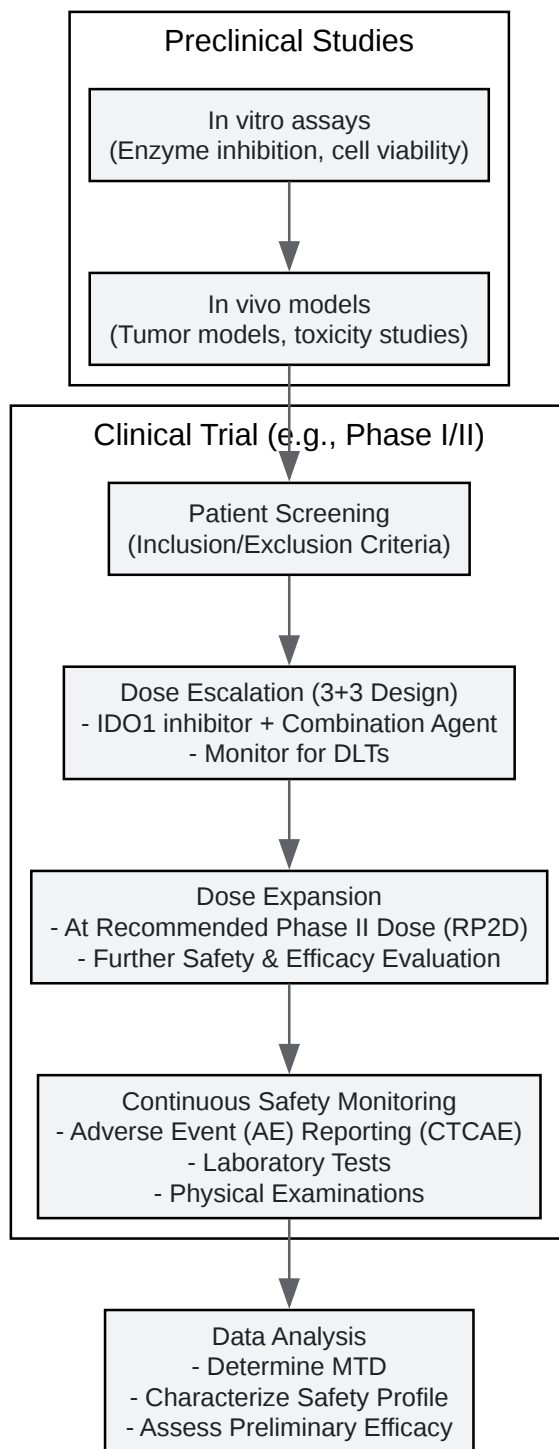 Preclinical Studies
In vitro assays
(Enzyme inhibition, cell viability)
In vivo models
(Tumor models, toxicity studies)
Clinical Trial (e.g., Phase I/II)
Patient Screening
(Inclusion/Exclusion Criteria)
Dose Escalation (3+3 Design)
- IDO1 inhibitor + Combination Agent
- Monitor for DLTs
Dose Expansion
- At Recommended Phase II Dose (RP2D)
- Further Safety & Efficacy Evaluation
Continuous Safety Monitoring
- Adverse Event (AE) Reporting (CTCAE)
- Laboratory Tests
- Physical Examinations
Data Analysis
- Determine MTD
- Characterize Safety Profile
- Assess Preliminary Efficacy